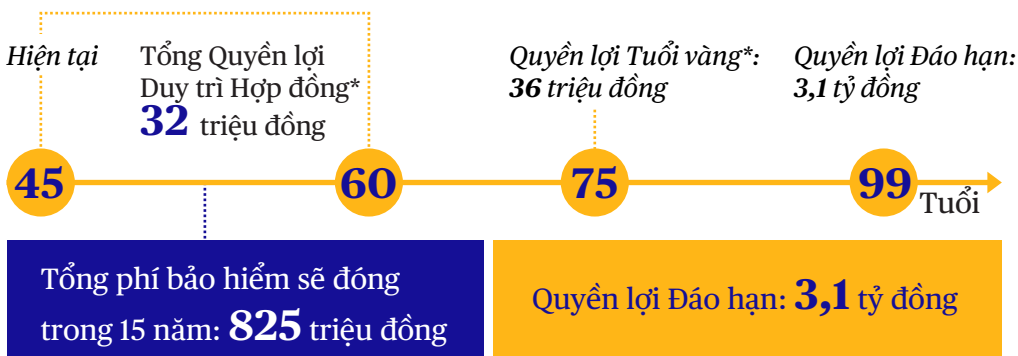 Hiện tại
Tổng Quyền lợi
Duy trì Hợp đồng*
32 triệu đồng
Quyền lợi Tuổi vàng*:
36 triệu đồng
Quyền lợi Đáo hạn:
3,1 tỷ đồng
45
60
75
99
Tuổi
Tổng phí bảo hiểm sẽ đóng
trong 15 năm: 825 triệu đồng
Quyền lợi Đáo hạn: 3,1 tỷ đồng